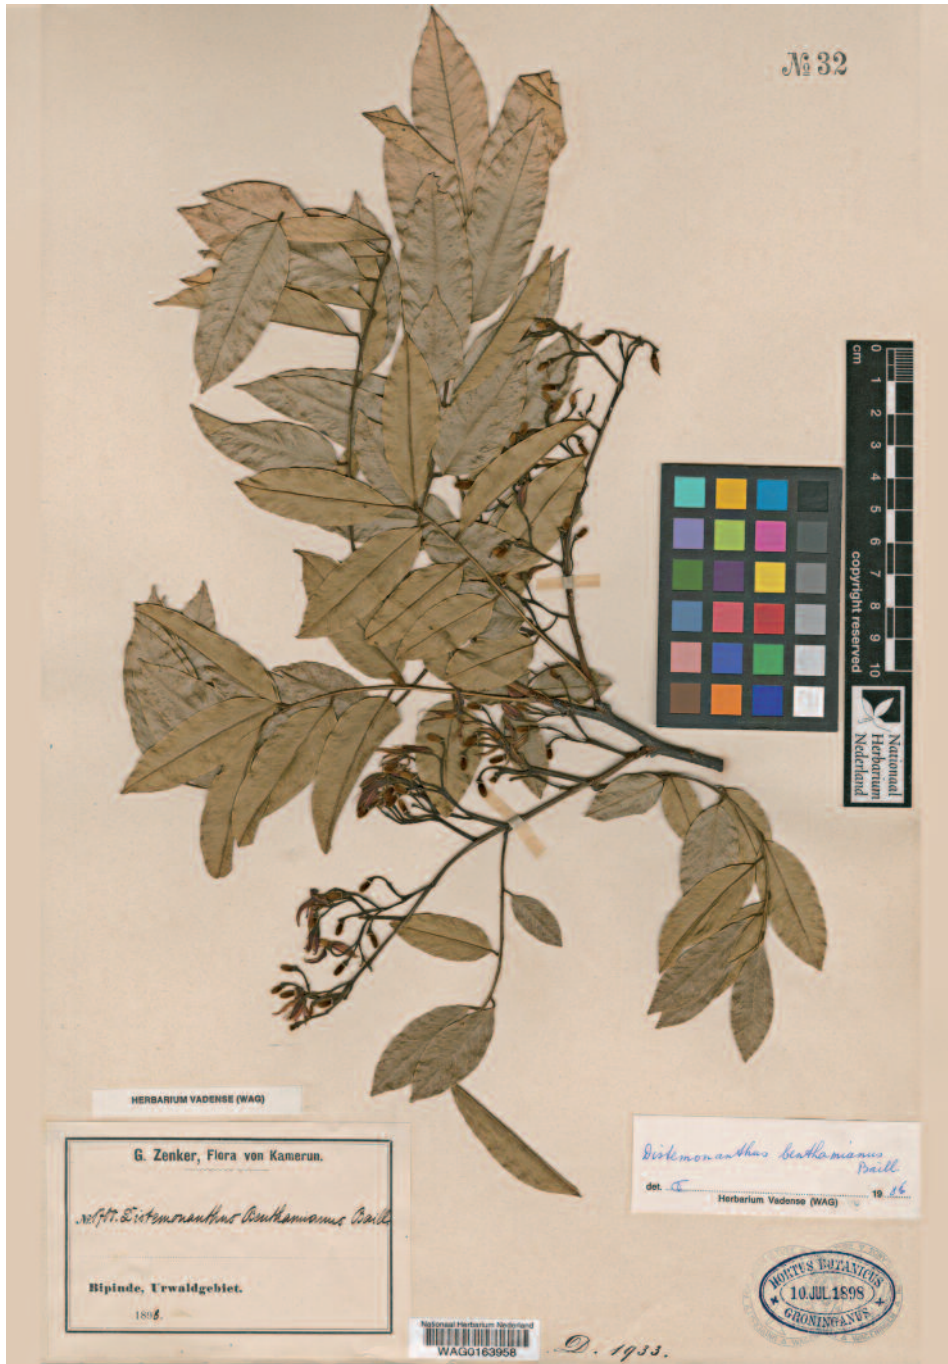 № 32
cm 0 1 2 3 4 5 6 7 8 9 10
copyright reserved
Nationaal
Herbarium
Nederland
HERBARIUM VADENSE (WAG)
G. Zenker, Flora von Kamerun.
Distemonanthus Benthamianus Baill
Bipinde, Urwaldgebiet.
1898.
Distemonanthus benthamianus
Baill
det. 19
Herbarium Vadense (WAG)
HORTUS BOTANICUS
10.JUL.1898
GRONINGANUS
Nationaal Herbarium Nederland
WAG0163958
D. 1933.